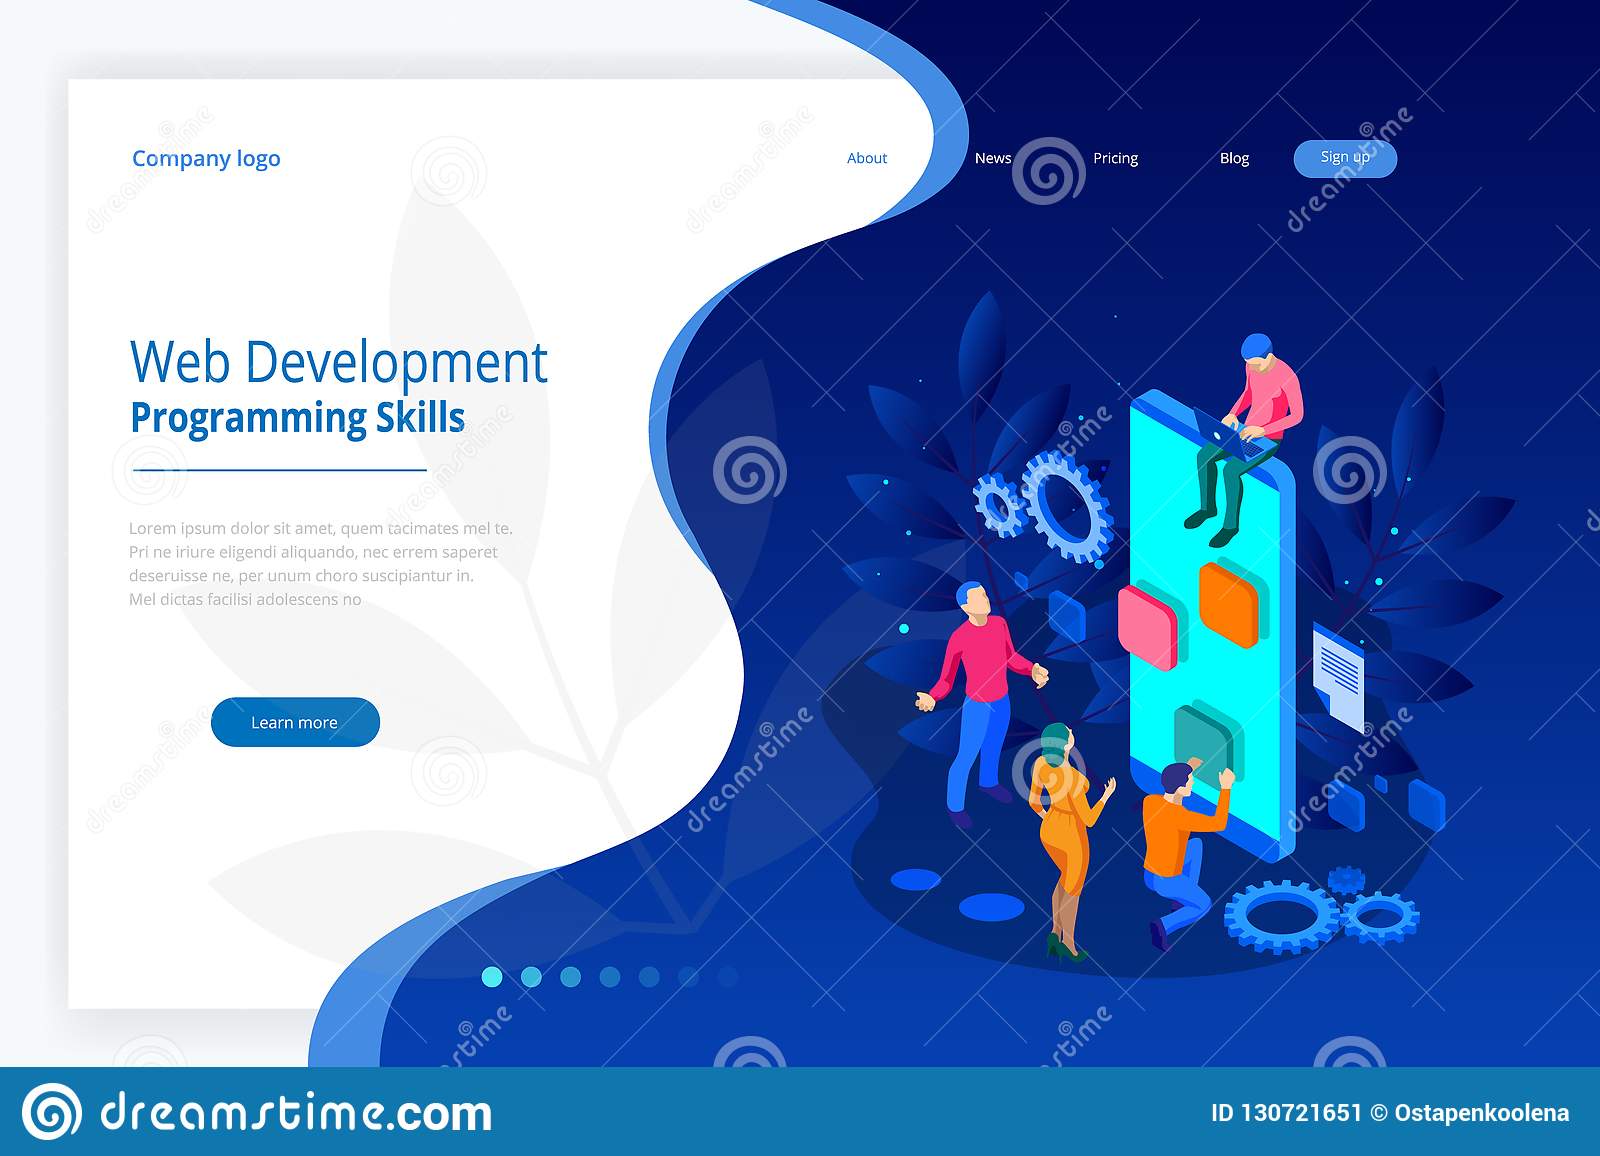 Company logo
About
News
Pricing
Blog
Sign up
Web Development
Programming Skills
Lorem ipsum dolor sit amet, quem tacimates mel te.
Pri ne iriure eligendi aliquando, nec errem saperet
deseruisse ne, per unum choro suscipiantur in.
Mel dictas facilisi adolescens no
Learn more
dreamstime.com
ID 130721651 © Ostapenkoolena